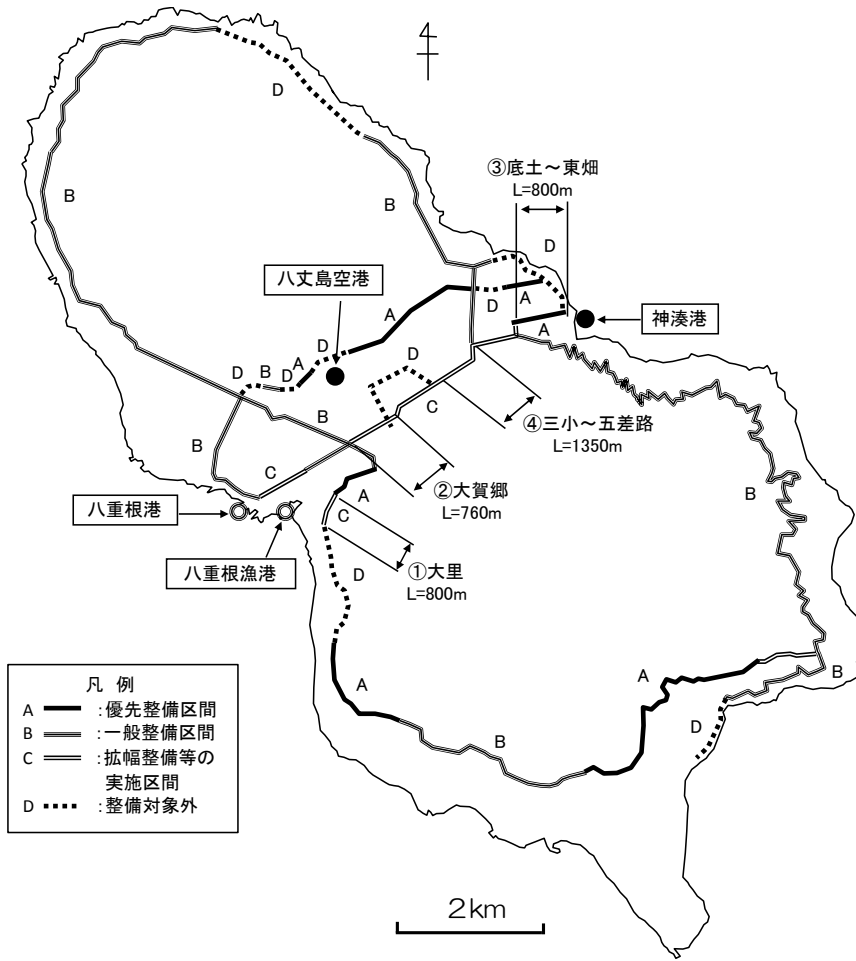 4
D
B
B
③底土～東畑
L=800m
D
八丈島空港
神湊港
A
D
A
A
D
A
D
B
D
D
C
B
④三小～五差路
L=1350m
B
C
②大賀郷
L=760m
A
C
八重根港
八重根漁港
①大里
L=800m
B
D
A
A
B
B
D
凡 例
A :優先整備区間
B :一般整備区間
C :拡幅整備等の
実施区間
D :整備対象外
2km